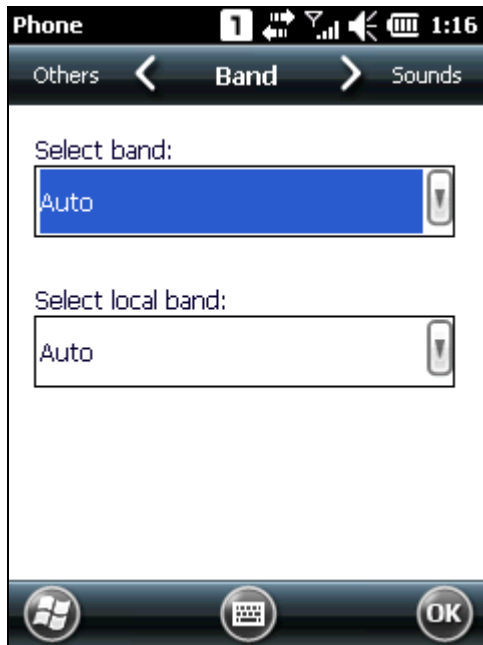 Phone 1 1:16
Others Band Sounds
Select band:
Auto
Select local band:
Auto
OK